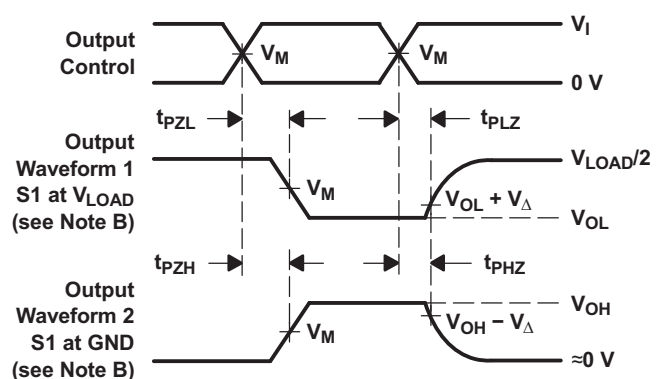 Output
Control
V_M
V_M
V_I
0 V
t_PZL
t_PLZ
Output
Waveform 1
S1 at V_LOAD
(see Note B)
V_M
V_LOAD/2
V_OL + V_Δ
V_OL
t_PZH
t_PHZ
Output
Waveform 2
S1 at GND
(see Note B)
V_M
V_OH
V_OH − V_Δ
≈0 V